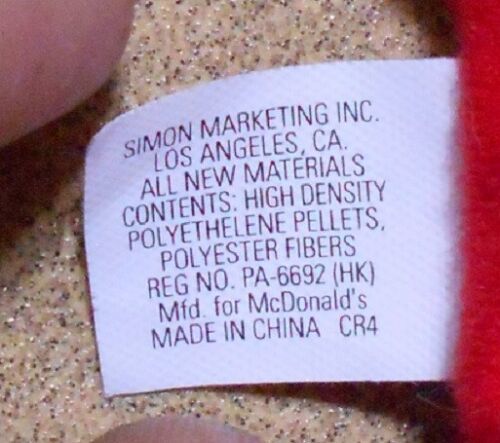 SIMON MARKETING INC.
LOS ANGELES, CA.
ALL NEW MATERIALS
CONTENTS: HIGH DENSITY
POLYETHELENE PELLETS,
POLYESTER FIBERS
REG NO. PA-6692 (HK)
Mfd. for McDonald's
MADE IN CHINA CR4